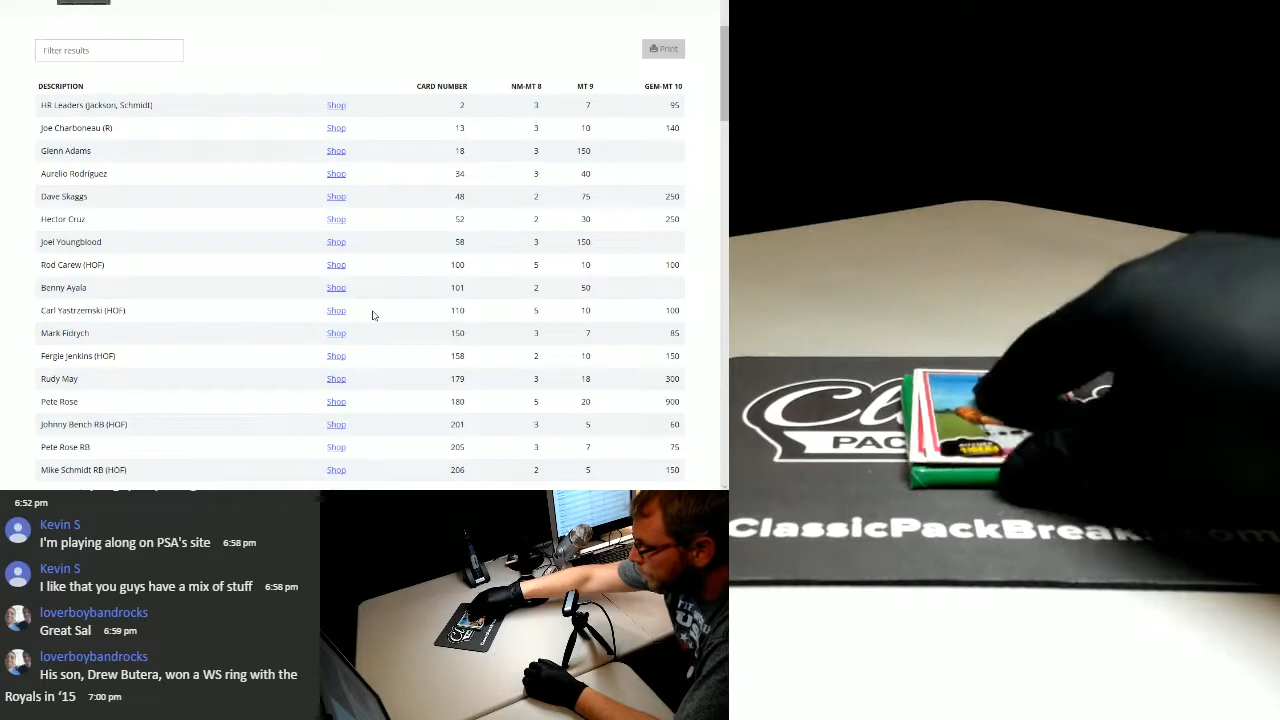 Filter results
Print
DESCRIPTION CARD NUMBER NM-MT 8 MT 9 GEM-MT 10
HR Leaders (Jackson, Schmidt) Shop 2 3 7 95
Joe Charboneau (R) Shop 13 3 10 140
Glenn Adams Shop 18 3 150
Aurelio Rodríguez Shop 34 3 40
Dave Skaggs Shop 48 2 75 250
Hector Cruz Shop 52 2 30 250
Joel Youngblood Shop 58 3 150
Rod Carew (HOF) Shop 100 5 10 100
Benny Ayala Shop 101 2 50
Carl Yastrzemski (HOF) Shop 110 5 10 100
Mark Fidrych Shop 150 3 7 85
Fergie Jenkins (HOF) Shop 158 2 10 150
Rudy May Shop 179 3 18 300
Pete Rose Shop 180 5 20 900
Johnny Bench RB (HOF) Shop 201 3 5 60
Pete Rose RB Shop 205 3 7 75
Mike Schmidt RB (HOF) Shop 206 2 5 150
6:52 pm
Kevin S
I'm playing along on PSA's site 6:58 pm
Kevin S
I like that you guys have a mix of stuff 6:58 pm
loverboybandrocks
Great Sal 6:59 pm
loverboybandrocks
His son, Drew Butera, won a WS ring with the
Royals in ‘15 7:00 pm
Cl
PAC
TIGERS
ClassicPackBreak
om